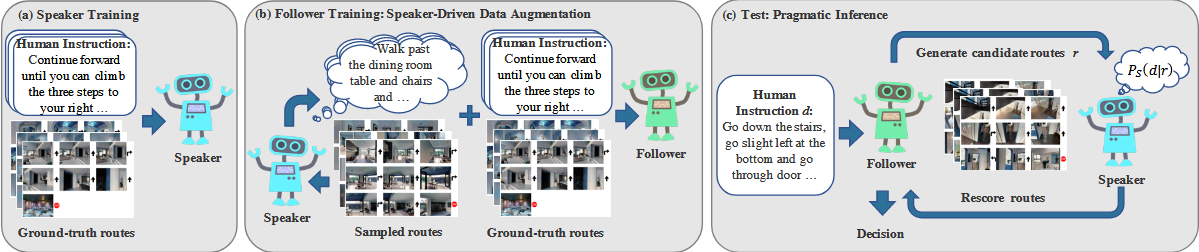 (a) Speaker Training
Human Instruction:
Continue forward
until you can climb
the three steps to
your right …
Speaker
Ground-truth routes
(b) Follower Training: Speaker-Driven Data Augmentation
Walk past
the dining room
table and chairs
and …
Speaker
Sampled routes
Human Instruction:
Continue forward
until you can climb
the three steps to
your right …
Ground-truth routes
Follower
(c) Test: Pragmatic Inference
Human
Instruction d:
Go down the stairs,
go slight left at the
bottom and go
through door …
Generate candidate routes r
Follower
P_S(d|r)
Speaker
Rescore routes
Decision